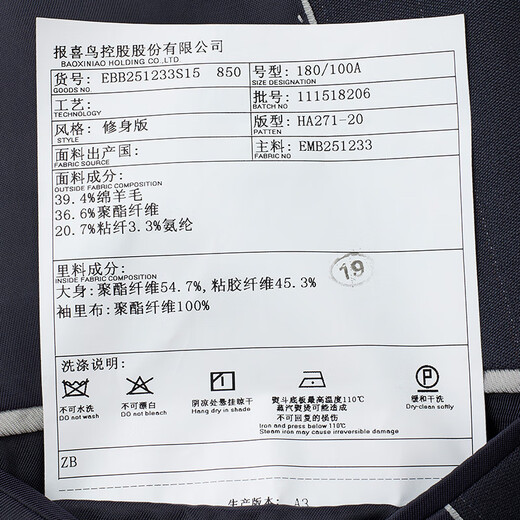 报喜鸟控股股份有限公司
BAOXINIAO HOLDING CO.,LTD.
货号: EBB251233S15 850 号型: 180/100A
GOODS NO. SIZE DESIGNATION
工艺: 批号: 111518206
TECHNOLOGY BATCH NO
风格: 修身版 版型: HA271-20
STYLE PATTEN
面料出产国: 主料: EMB251233
FABRIC SOURCE FABRIC NO
面料成分:
OUTSIDE FABRIC COMPOSITION
39.4%绵羊毛
36.6%聚酯纤维
20.7%粘纤3.3%氨纶
里料成分:
INSIDE FABRIC COMPOSITION
19
大身:聚酯纤维54.7%,粘胶纤维45.3%
袖里布:聚酯纤维100%
洗涤说明:
不可水洗 不可漂白 阴凉处悬挂晾干 熨斗底板最高温度110℃ 缓和干洗
Do not wash DO not bleach Hang dry in shade 蒸汽熨烫可能造成 Dry-clean softly
不可回复的损伤
Iron and press below 110℃
Steam iron may cause irreversible damage
ZB
生产版本: A3